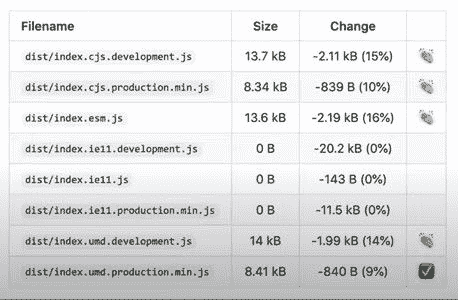 Filename Size Change
dist/index.cjs.development.js 13.7 kB -2.11 kB (15%) 👏
dist/index.cjs.production.min.js 8.34 kB -839 B (10%) 👏
dist/index.esm.js 13.6 kB -2.19 kB (16%) 👏
dist/index.ie11.development.js 0 B -20.2 kB (0%)
dist/index.ie11.js 0 B -143 B (0%)
dist/index.ie11.production.min.js 0 B -11.5 kB (0%)
dist/index.umd.development.js 14 kB -1.99 kB (14%) 👏
dist/index.umd.production.min.js 8.41 kB -840 B (9%) ☑